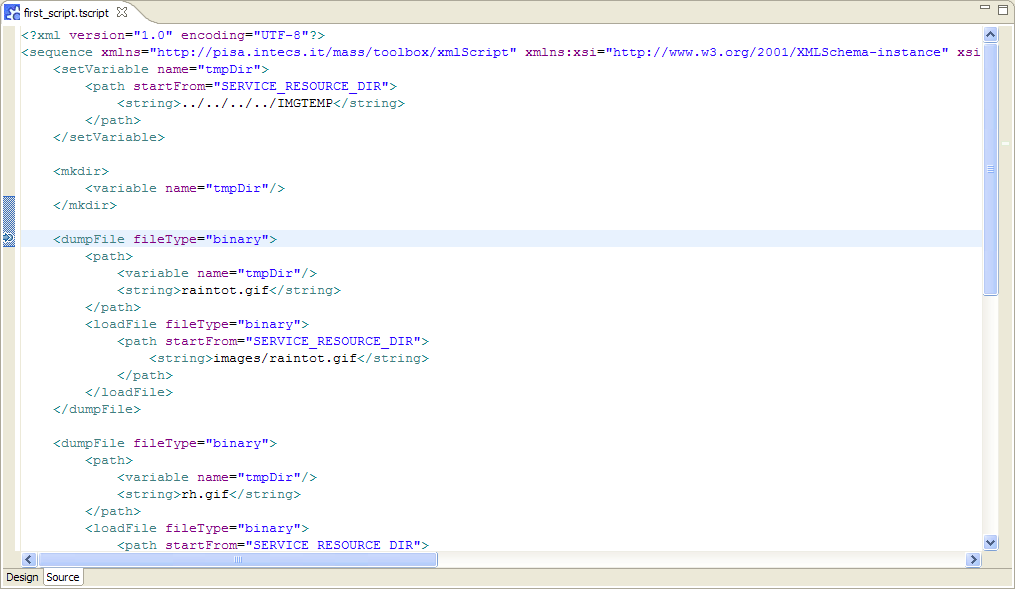 first_script.tscript
<?xml version="1.0" encoding="UTF-8"?>
<sequence xmlns="http://pisa.intecs.it/mass/toolbox/xmlScript" xmlns:xsi="http://www.w3.org/2001/XMLSchema-instance" xsi
    <setVariable name="tmpDir">
        <path startFrom="SERVICE_RESOURCE_DIR">
            <string>../../../../IMGTEMP</string>
        </path>
    </setVariable>
    <mkdir>
        <variable name="tmpDir"/>
    </mkdir>
    <dumpFile fileType="binary">
        <path>
            <variable name="tmpDir"/>
            <string>raintot.gif</string>
        </path>
        <loadFile fileType="binary">
            <path startFrom="SERVICE_RESOURCE_DIR">
                <string>images/raintot.gif</string>
            </path>
        </loadFile>
    </dumpFile>
    <dumpFile fileType="binary">
        <path>
            <variable name="tmpDir"/>
            <string>rh.gif</string>
        </path>
        <loadFile fileType="binary">
            <path startFrom="SERVICE_RESOURCE_DIR">
Design Source